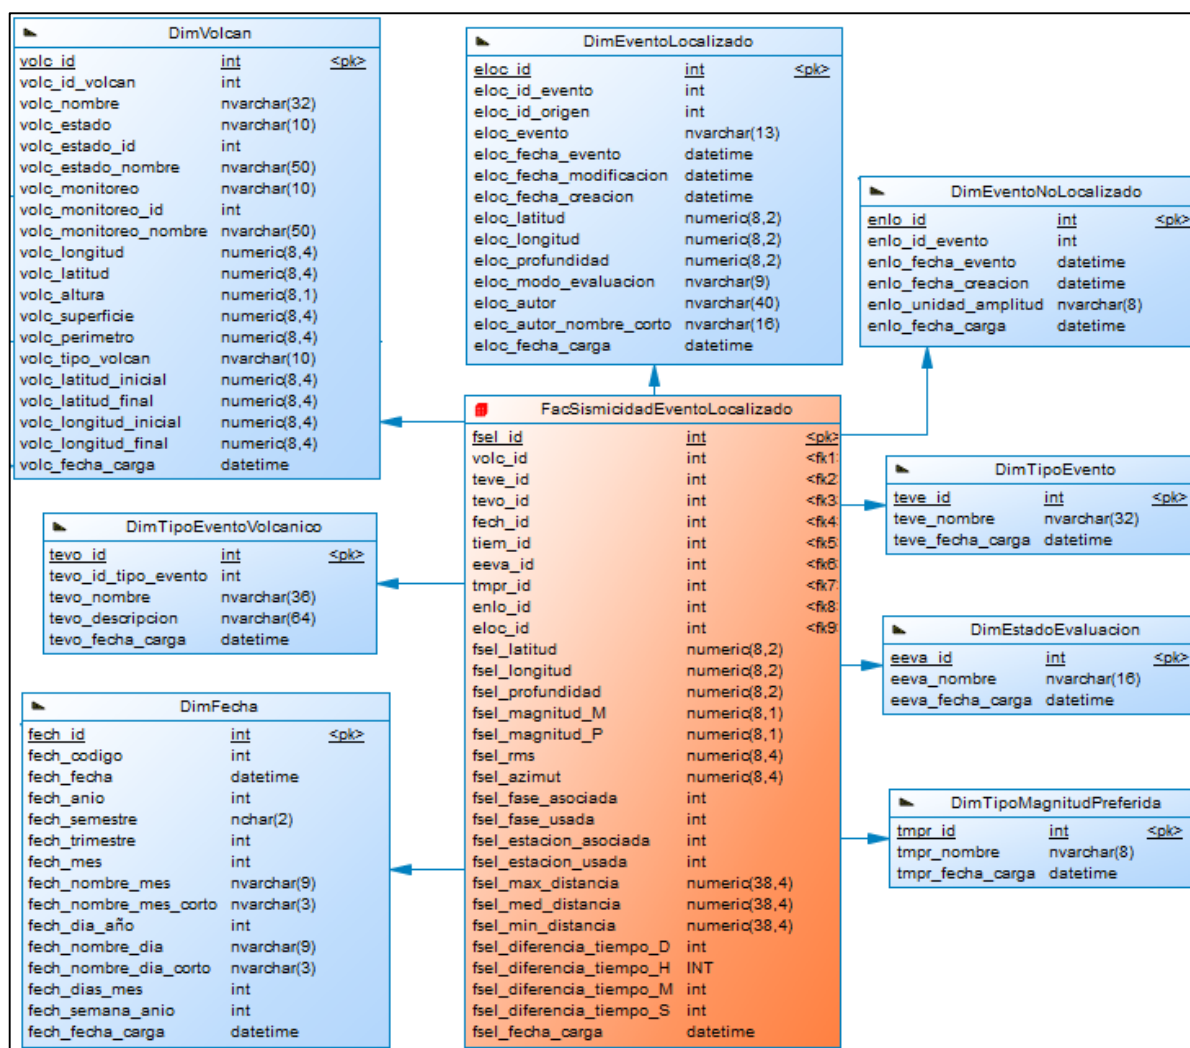 DimVolcan
volc_id int <pk>
volc_id_volcan int
volc_nombre nvarchar(32)
volc_estado nvarchar(10)
volc_estado_id int
volc_estado_nombre nvarchar(50)
volc_monitoreo nvarchar(10)
volc_monitoreo_id int
volc_monitoreo_nombre nvarchar(50)
volc_longitud numeric(8,4)
volc_latitud numeric(8,4)
volc_altura numeric(8,1)
volc_superficie numeric(8,4)
volc_perimetro numeric(8,4)
volc_tipo_volcan nvarchar(10)
volc_latitud_inicial numeric(8,4)
volc_latitud_final numeric(8,4)
volc_longitud_inicial numeric(8,4)
volc_longitud_final numeric(8,4)
volc_fecha_carga datetime
DimEventoLocalizado
eloc_id int <pk>
eloc_id_evento int
eloc_id_origen int
eloc_evento nvarchar(13)
eloc_fecha_evento datetime
eloc_fecha_modificacion datetime
eloc_fecha_creacion datetime
eloc_latitud numeric(8,2)
eloc_longitud numeric(8,2)
eloc_profundidad numeric(8,2)
eloc_modo_evaluacion nvarchar(9)
eloc_autor nvarchar(40)
eloc_autor_nombre_corto nvarchar(16)
eloc_fecha_carga datetime
DimEventoNoLocalizado
enlo_id int <pk>
enlo_id_evento int
enlo_fecha_evento datetime
enlo_fecha_creacion datetime
enlo_unidad_amplitud nvarchar(8)
enlo_fecha_carga datetime
FacSismicidadEventoLocalizado
fsel_id int <pk>
volc_id int <fk1>
teve_id int <fk2>
tevo_id int <fk3>
fech_id int <fk4>
tiem_id int <fk5>
eeva_id int <fk6>
tmpr_id int <fk7>
enlo_id int <fk8>
eloc_id int <fk9>
fsel_latitud numeric(8,2)
fsel_longitud numeric(8,2)
fsel_profundidad numeric(8,2)
fsel_magnitud_M numeric(8,1)
fsel_magnitud_P numeric(8,1)
fsel_rms numeric(8,4)
fsel_azimut numeric(8,4)
fsel_fase_asociada int
fsel_fase_usada int
fsel_estacion_asociada int
fsel_estacion_usada int
fsel_max_distancia numeric(38,4)
fsel_med_distancia numeric(38,4)
fsel_min_distancia numeric(38,4)
fsel_diferencia_tiempo_D int
fsel_diferencia_tiempo_H INT
fsel_diferencia_tiempo_M int
fsel_diferencia_tiempo_S int
fsel_fecha_carga datetime
DimTipoEvento
teve_id int <pk>
teve_nombre nvarchar(32)
teve_fecha_carga datetime
DimTipoEventoVolcanico
tevo_id int <pk>
tevo_id_tipo_evento int
tevo_nombre nvarchar(36)
tevo_descripcion nvarchar(64)
tevo_fecha_carga datetime
DimEstadoEvaluacion
eeva_id int <pk>
eeva_nombre nvarchar(16)
eeva_fecha_carga datetime
DimFecha
fech_id int <pk>
fech_codigo int
fech_fecha datetime
fech_anio int
fech_semestre nchar(2)
fech_trimestre int
fech_mes int
fech_nombre_mes nvarchar(9)
fech_nombre_mes_corto nvarchar(3)
fech_dia_año int
fech_nombre_dia nvarchar(9)
fech_nombre_dia_corto nvarchar(3)
fech_dias_mes int
fech_semana_anio int
fech_fecha_carga datetime
DimTipoMagnitudPreferida
tmpr_id int <pk>
tmpr_nombre nvarchar(8)
tmpr_fecha_carga datetime